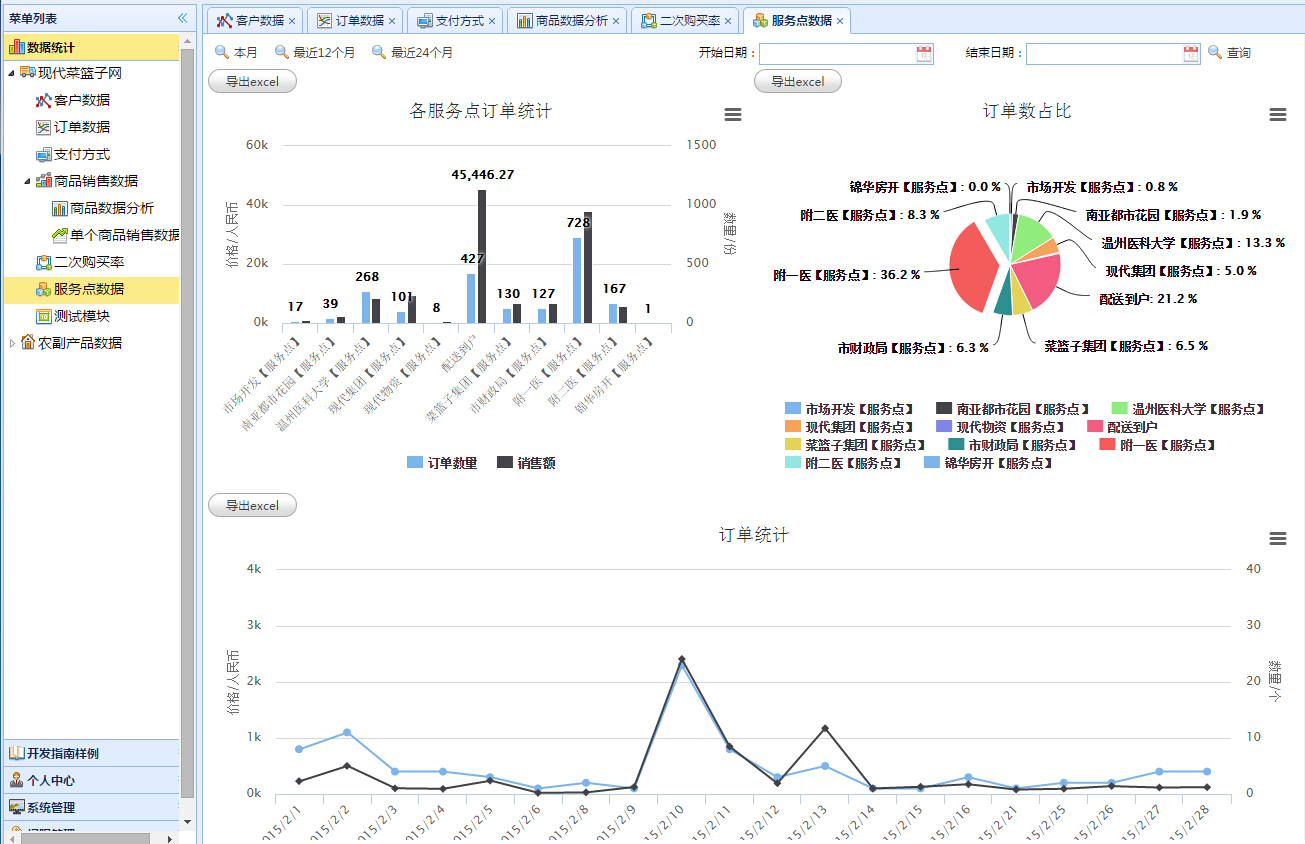 菜单列表
数据统计
现代菜篮子网
客户数据
订单数据
支付方式
商品销售数据
商品数据分析
单个商品销售数据
二次购买率
服务点数据
测试模块
农副产品数据
开发指南样例
个人中心
系统管理
客户数据 订单数据 支付方式 商品数据分析 二次购买率 服务点数据
本月 最近12个月 最近24个月 开始日期： 结束日期： 查询
导出excel
各服务点订单统计
60k 1500
40k 1000
20k 500
0k 0
价格/人民币
数量/份
45,446.27
17 39 268 101 8 427 130 127 728 167 1
市场开发【服务点】
南亚都市花园【服务点】
温州医科大学【服务点】
现代集团【服务点】
现代物资【服务点】
配送到户
菜篮子集团【服务点】
市财政局【服务点】
附一医【服务点】
附二医【服务点】
锦华房开【服务点】
订单数量 销售额
导出excel
订单数占比
锦华房开【服务点】: 0.0 %
市场开发【服务点】: 0.8 %
附二医【服务点】: 8.3 %
南亚都市花园【服务点】: 1.9 %
温州医科大学【服务点】: 13.3 %
附一医【服务点】: 36.2 %
现代集团【服务点】: 5.0 %
配送到户: 21.2 %
市财政局【服务点】: 6.3 %
菜篮子集团【服务点】: 6.5 %
市场开发【服务点】 南亚都市花园【服务点】 温州医科大学【服务点】
现代集团【服务点】 现代物资【服务点】 配送到户
菜篮子集团【服务点】 市财政局【服务点】 附一医【服务点】
附二医【服务点】 锦华房开【服务点】
导出excel
订单统计
4k 40
3k 30
2k 20
1k 10
0k 0
价格/人民币
数量/个
015/2/1
015/2/2
015/2/3
015/2/4
015/2/5
015/2/6
015/2/8
015/2/9
15/2/10
15/2/11
15/2/12
15/2/13
15/2/14
15/2/15
15/2/16
15/2/21
15/2/25
15/2/26
15/2/27
15/2/28